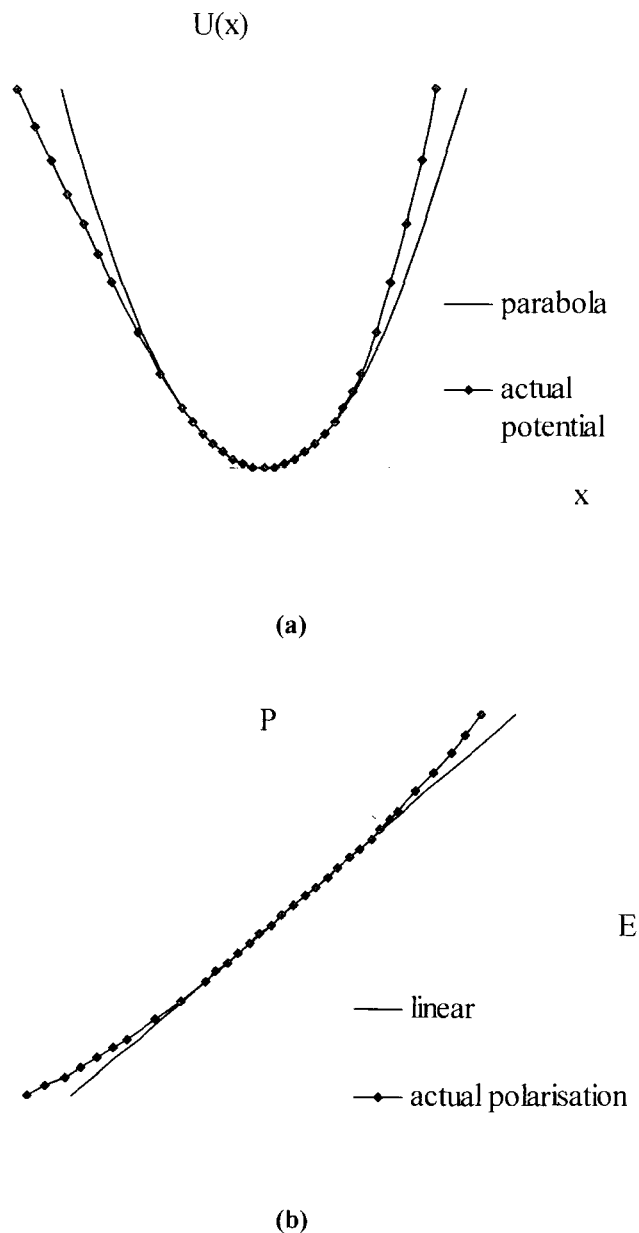 U(x)
parabola
actual
potential
x
(a)
P
E
linear
actual polarisation
(b)